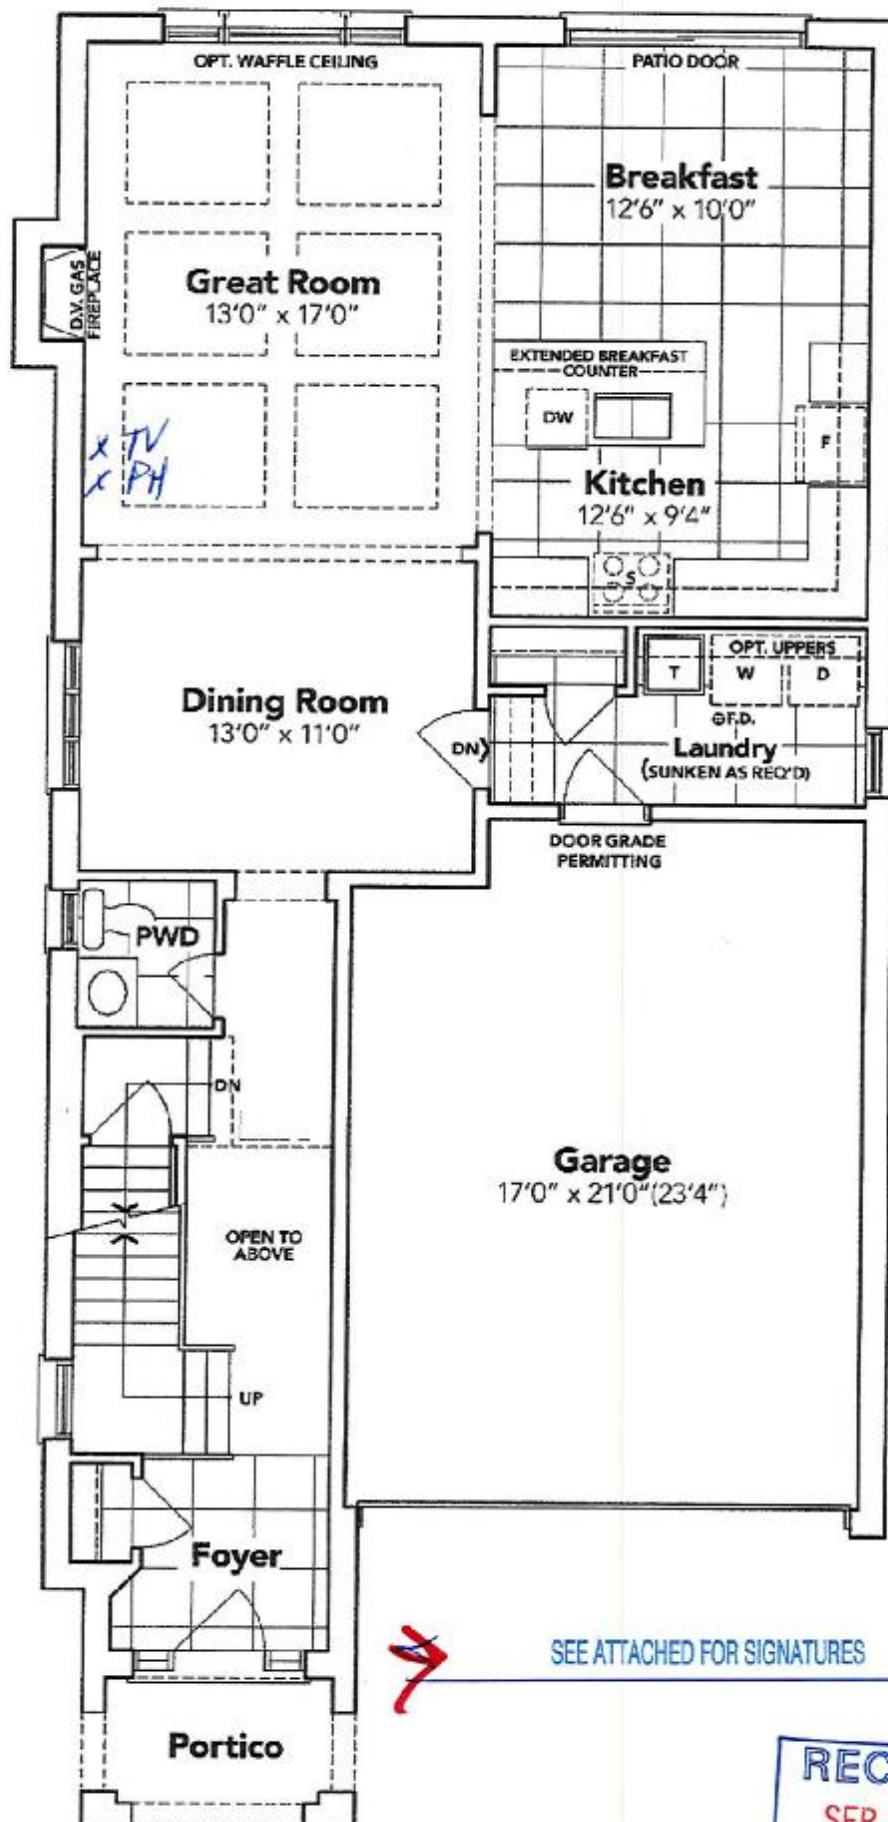 OPT. WAFFLE CEILING
PATIO DOOR
Breakfast
12'6" x 10'0"
Great Room
13'0" x 17'0"
D.V. GAS
FIREPLACE
EXTENDED BREAKFAST
COUNTER
DW
F
x TV
x PH
Kitchen
12'6" x 9'4"
S
OPT. UPPERS
T
W
D
F.D.
Dining Room
13'0" x 11'0"
DN
Laundry
(SUNKEN AS REQ'D)
DOOR GRADE
PERMITTING
PWD
DN
Garage
17'0" x 21'0"(23'4")
OPEN TO
ABOVE
UP
Foyer
SEE ATTACHED FOR SIGNATURES
Portico
REC
SEP